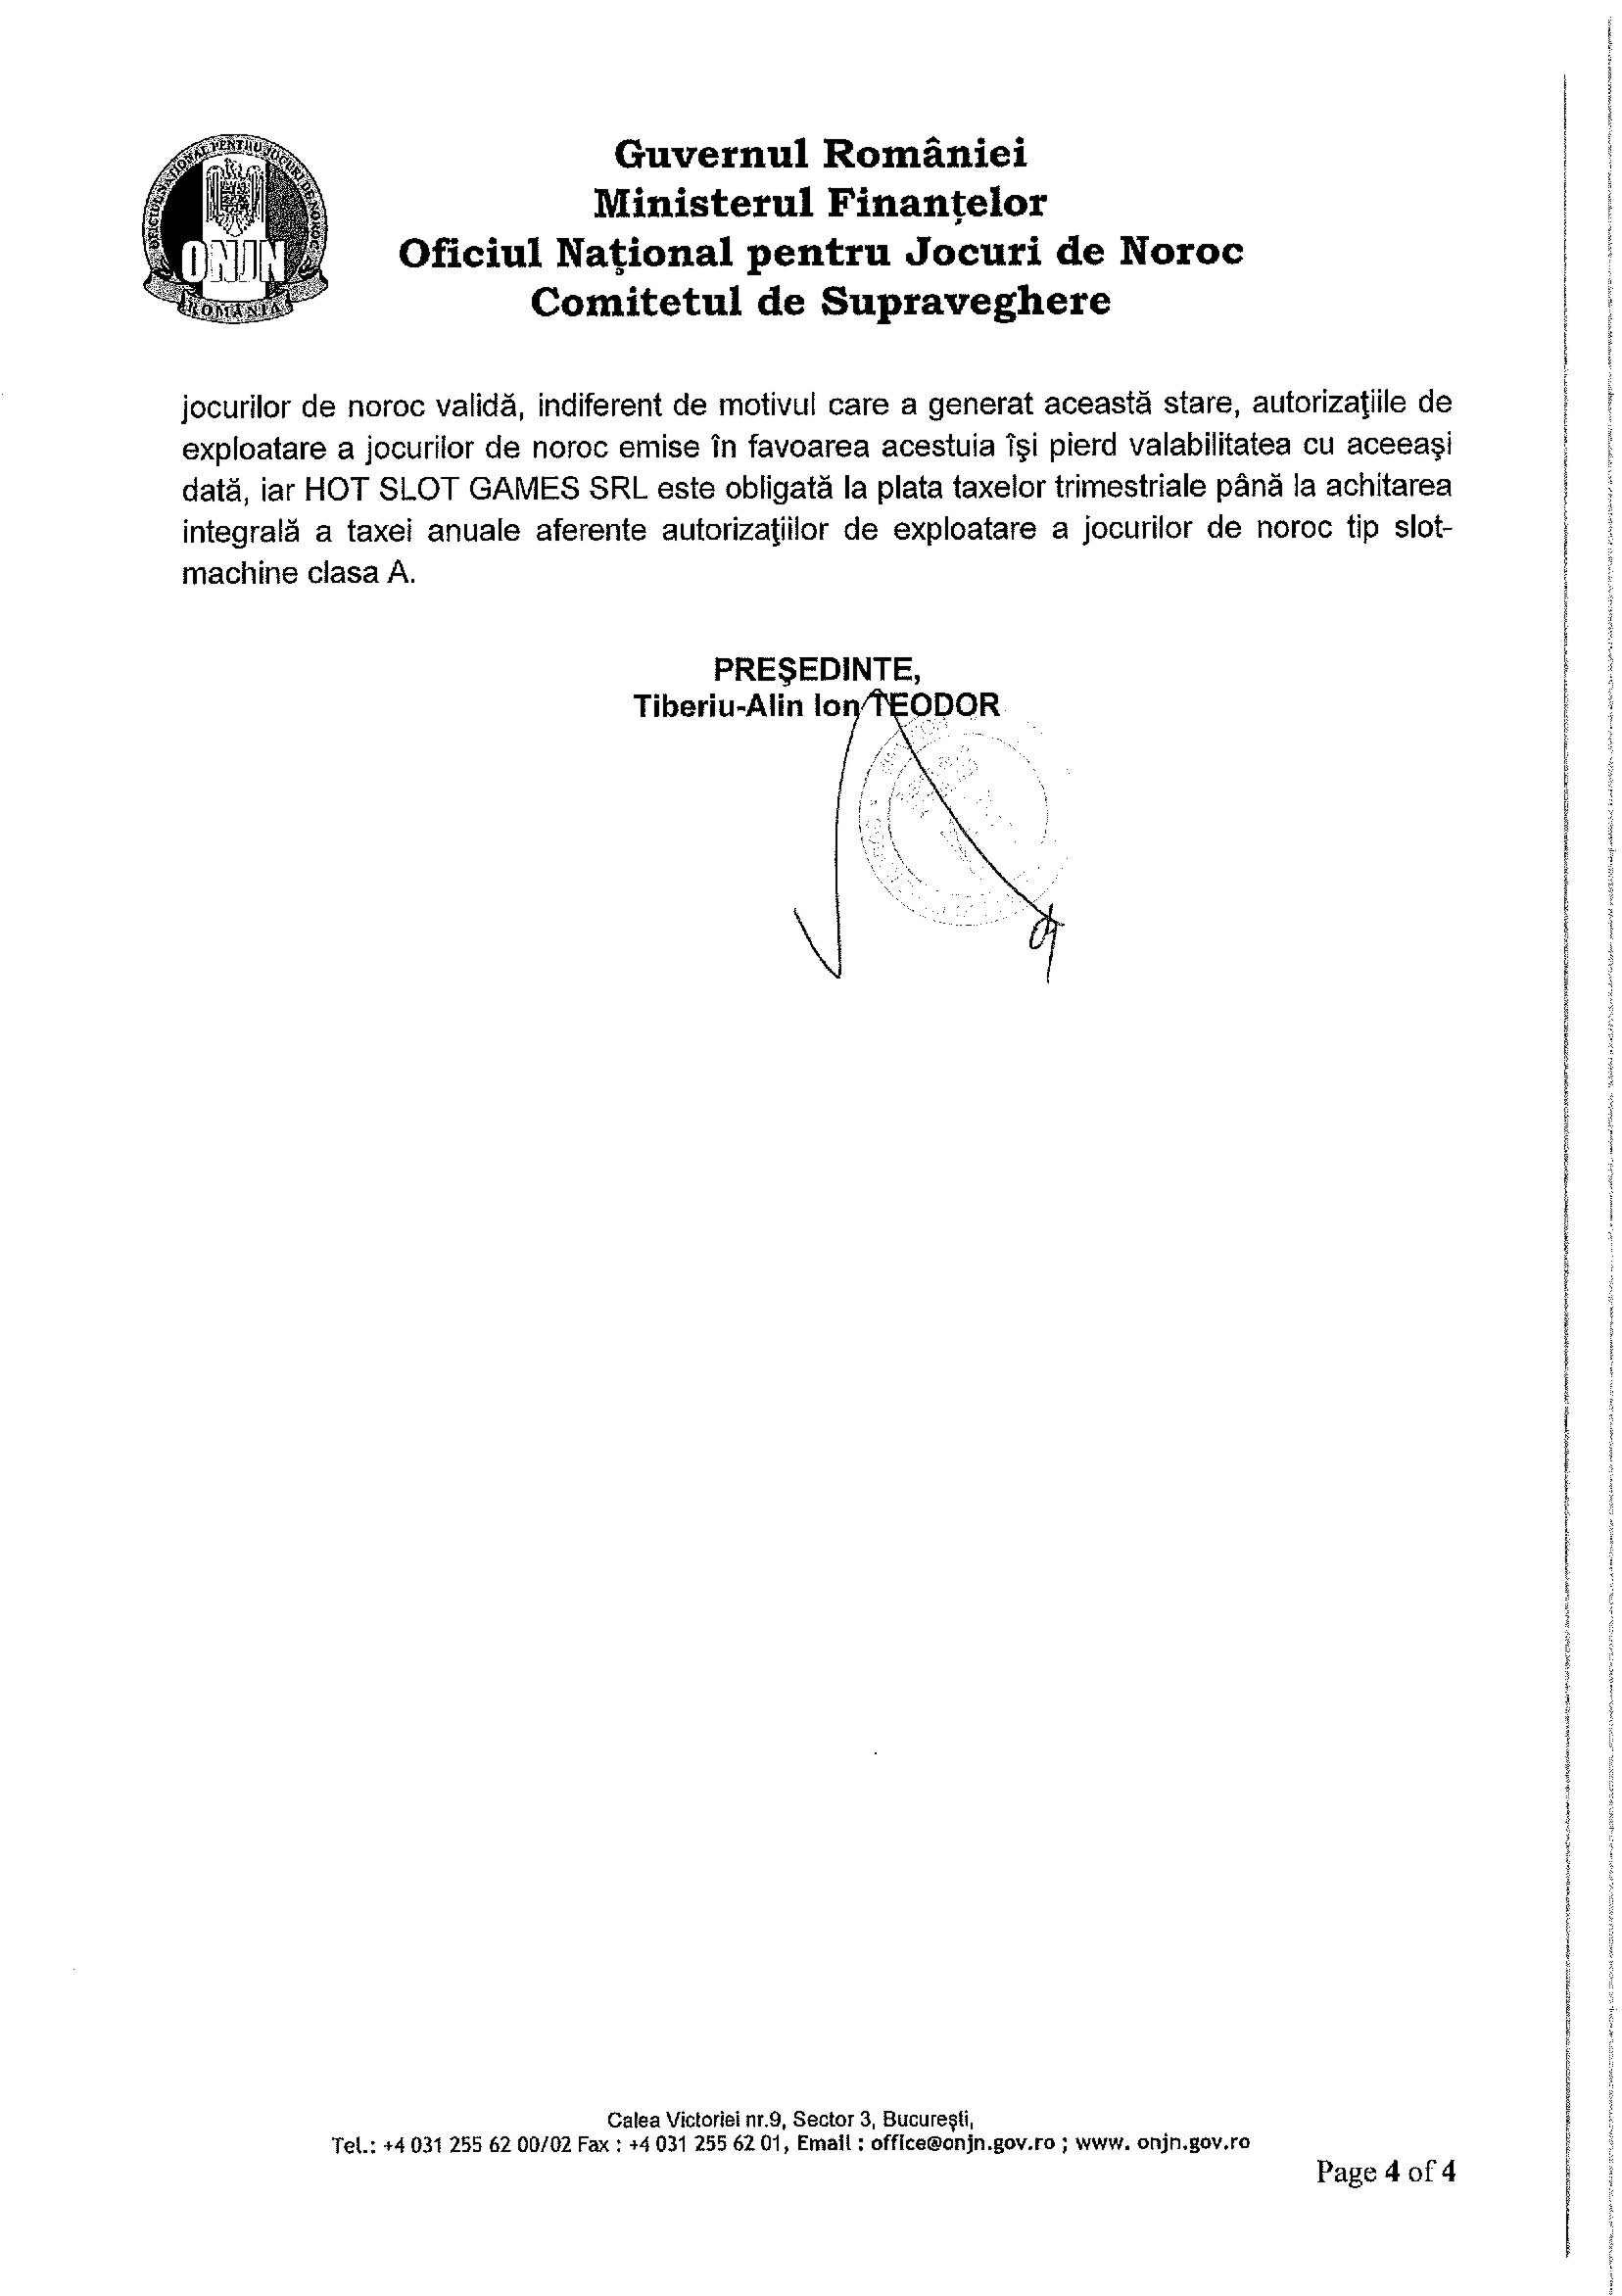 OFICIUL NAŢIONAL PENTRU JOCURI DE NOROC
ONJN
ROMÂNIA
Guvernul României
Ministerul Finanțelor
Oficiul Naţional pentru Jocuri de Noroc
Comitetul de Supraveghere
jocurilor de noroc validă, indiferent de motivul care a generat această stare, autorizaţiile de
exploatare a jocurilor de noroc emise în favoarea acestuia îşi pierd valabilitatea cu aceeaşi
dată, iar HOT SLOT GAMES SRL este obligată la plata taxelor trimestriale până la achitarea
integrală a taxei anuale aferente autorizaţiilor de exploatare a jocurilor de noroc tip slot-
machine clasa A.
PREŞEDINTE,
Tiberiu-Alin Ion TEODOR
Calea Victoriei nr.9, Sector 3, Bucureşti,
Tel.: +4 031 255 62 00/02 Fax : +4 031 255 62 01, Email : office@onjn.gov.ro ; www. onjn.gov.ro
Page 4 of 4